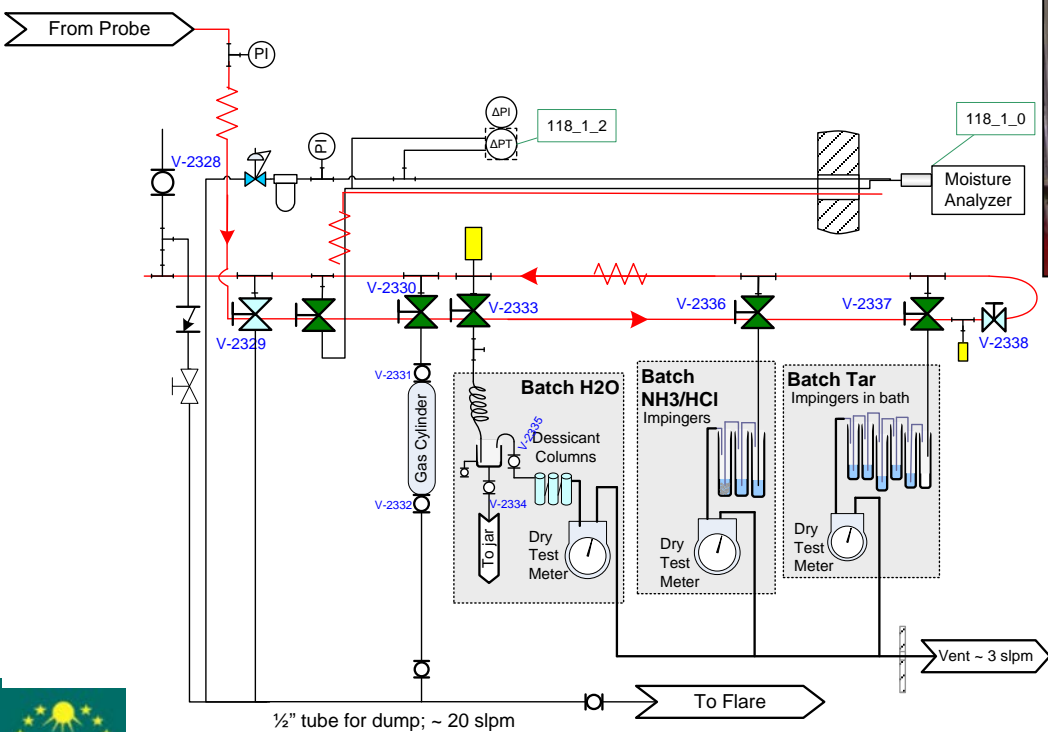 From Probe
PI
ΔPI
ΔPT
118_1_2
118_1_0
PI
V-2328
Moisture
Analyzer
V-2330
V-2333
V-2336
V-2337
V-2329
V-2338
V-2331
Gas Cylinder
V-2332
Batch H2O
V-2335
Dessicant
Columns
V-2334
To jar
Dry
Test
Meter
Batch
NH3/HCl
Impingers
Dry
Test
Meter
Batch Tar
Impingers in bath
Dry
Test
Meter
Vent ~ 3 slpm
To Flare
½” tube for dump; ~ 20 slpm